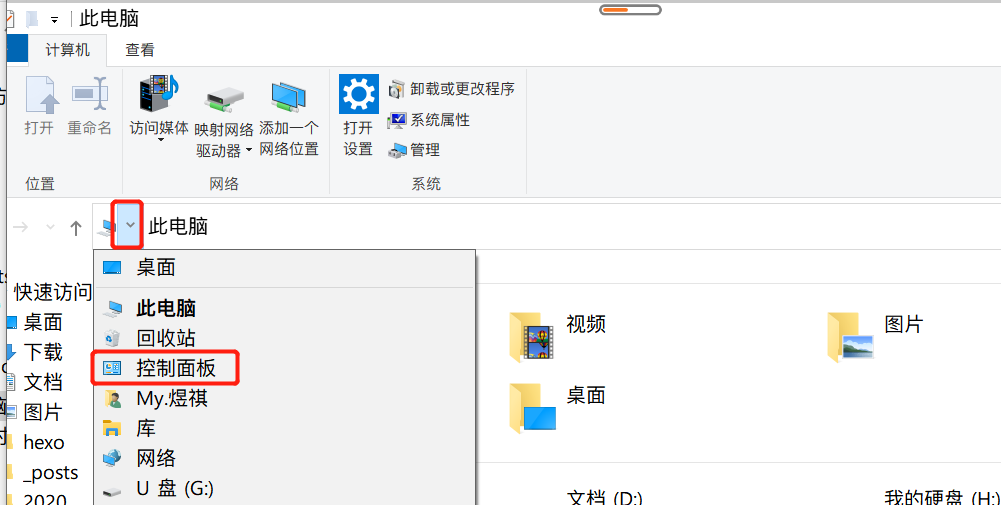 此电脑
计算机
查看
打开
重命名
访问媒体
映射网络
驱动器
添加一个
网络位置
打开
设置
卸载或更改程序
系统属性
管理
位置
网络
系统
此电脑
桌面
此电脑
回收站
控制面板
My.煜祺
库
网络
U 盘 (G:)
快速访问
桌面
下载
文档
图片
hexo
_posts
2020
视频
图片
桌面
文档 (D:)
我的硬盘 (H:)